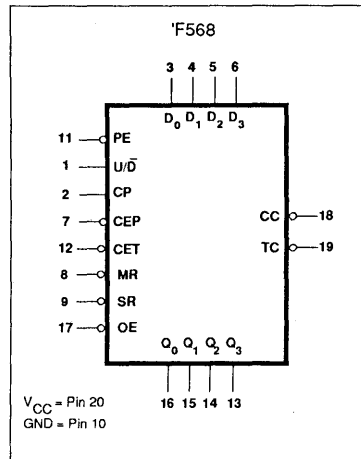 'F568
3 4 5 6
D0 D1 D2 D3
11 PE
1 U/D̅
2 CP
7 CEP
CC 18
12 CET
TC 19
8 MR
9 SR
17 OE
Q0 Q1 Q2 Q3
16 15 14 13
VCC = Pin 20
GND = Pin 10